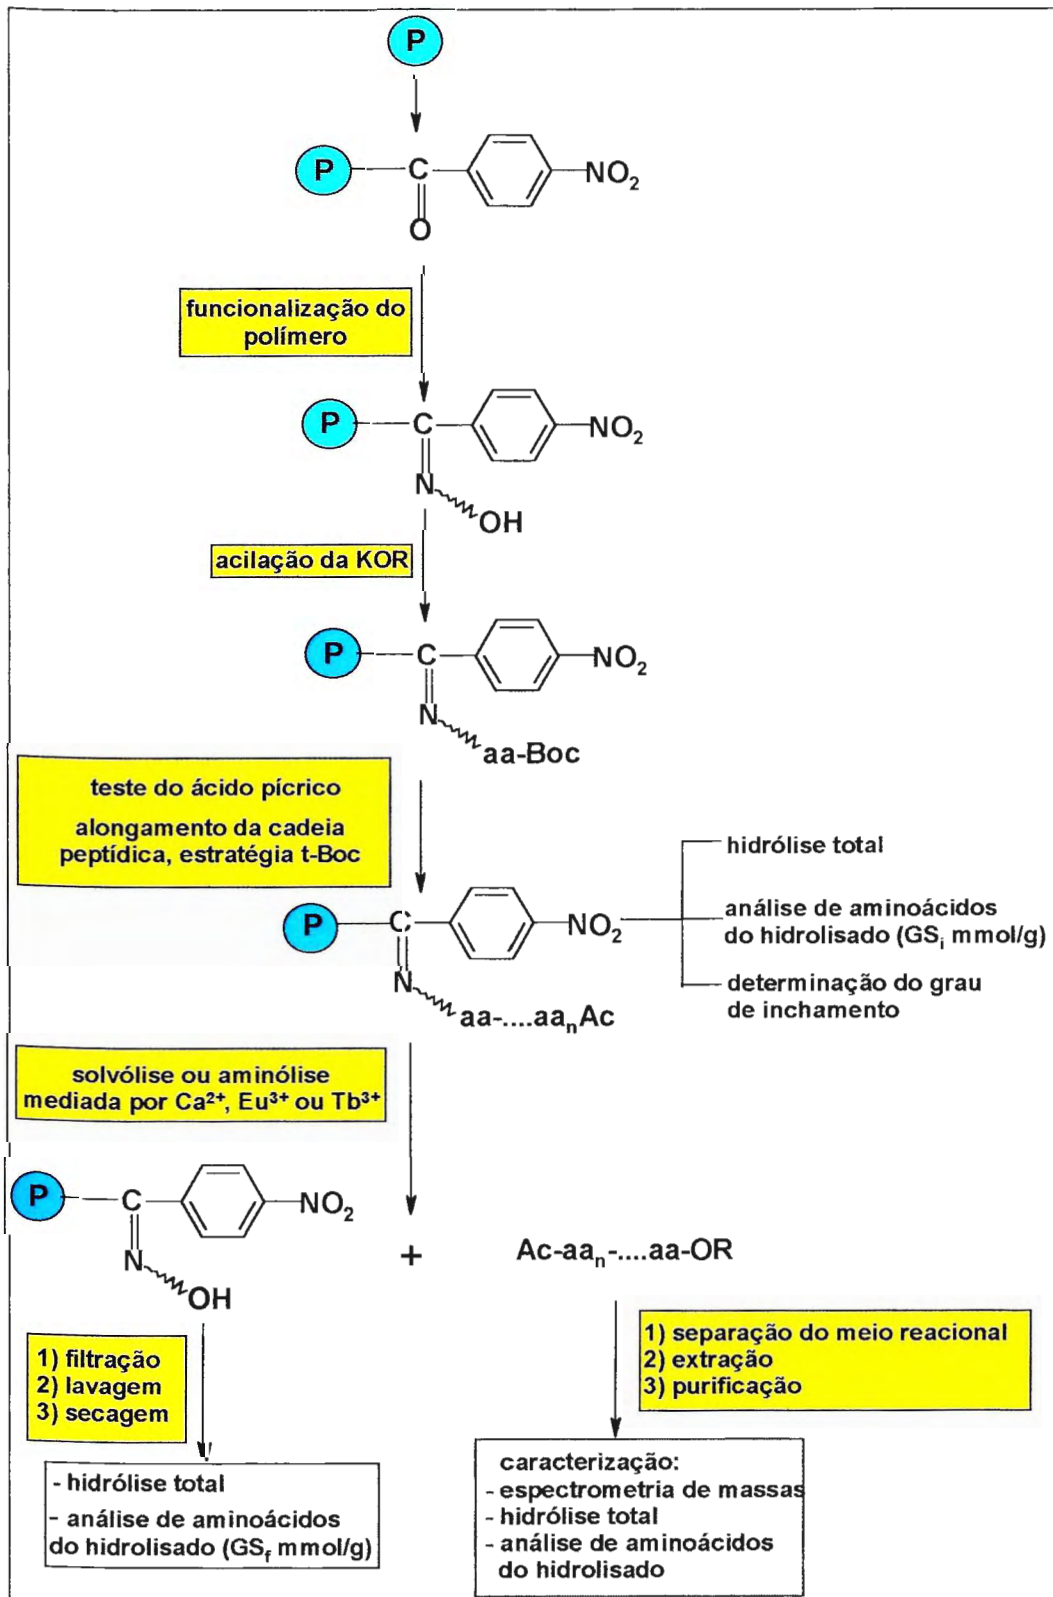 P
P
C
NO2
O
funcionalização do
polímero
P
C
NO2
N
OH
acilação da KOR
P
C
NO2
N
aa-Boc
teste do ácido pícrico
alongamento da cadeia
peptídica, estratégia t-Boc
P
C
NO2
N
aa-....aanAc
hidrólise total
análise de aminoácidos
do hidrolisado (GSi mmol/g)
determinação do grau
de inchamento
solvólise ou aminólise
mediada por Ca2+, Eu3+ ou Tb3+
P
C
NO2
N
OH
+
Ac-aan-....aa-OR
1) filtração
2) lavagem
3) secagem
1) separação do meio reacional
2) extração
3) purificação
- hidrólise total
- análise de aminoácidos
do hidrolisado (GSf mmol/g)
caracterização:
- espectrometria de massas
- hidrólise total
- análise de aminoácidos
do hidrolisado